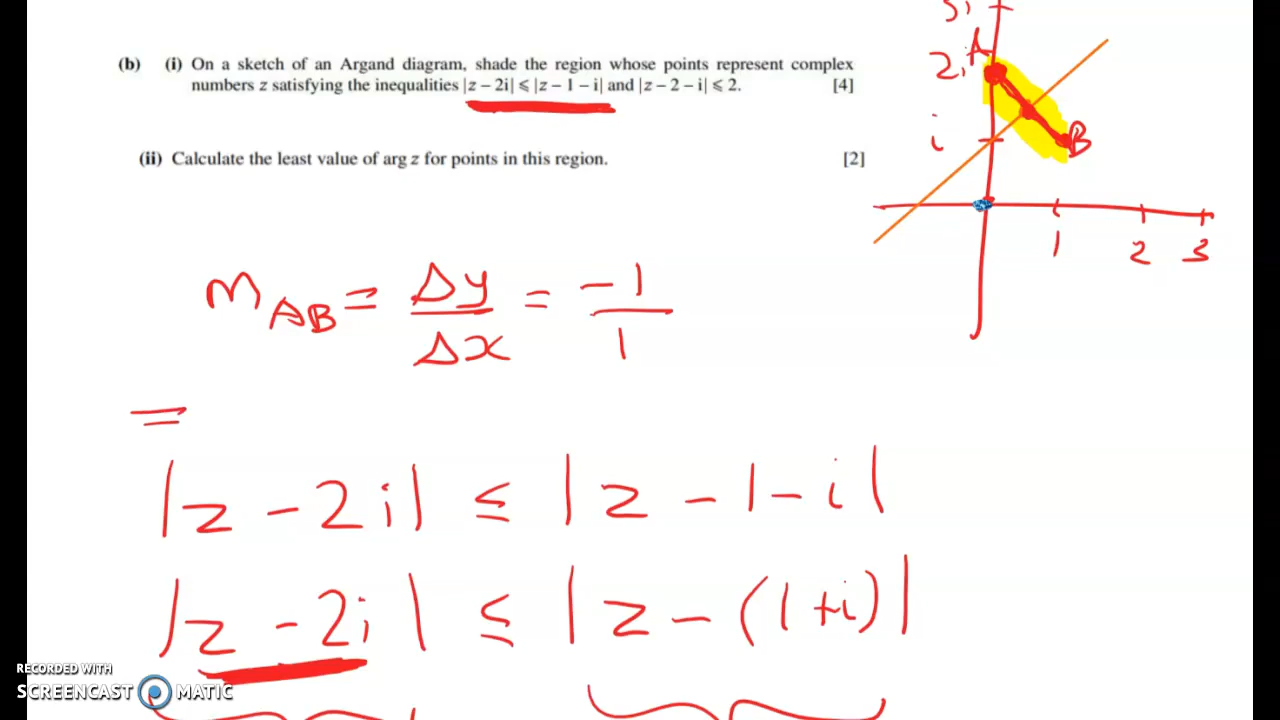 3i
(b) (i) On a sketch of an Argand diagram, shade the region whose points represent complex
numbers z satisfying the inequalities |z − 2i| ⩽ |z − 1 − i| and |z − 2 − i| ⩽ 2. [4]
2i A
i B
(ii) Calculate the least value of arg z for points in this region. [2]
1 2 3
m_AB = Δy/Δx = -1/1
=
|z - 2i| ≤ |z - 1 - i|
|z - 2i| ≤ |z - (1+i)|
RECORDED WITH
SCREENCAST MATIC